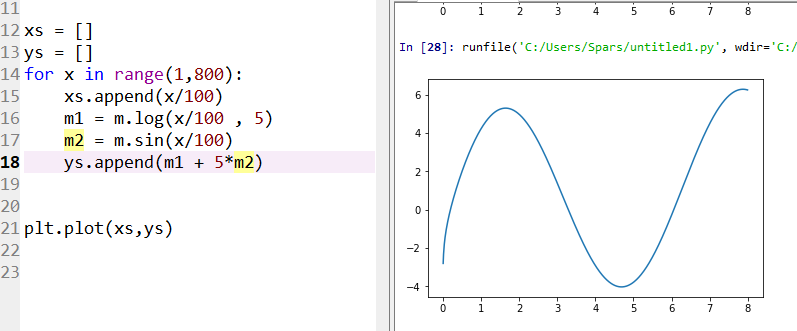 11
12 xs = []
13 ys = []
14 for x in range(1,800):
15     xs.append(x/100)
16     m1 = m.log(x/100 , 5)
17     m2 = m.sin(x/100)
18     ys.append(m1 + 5*m2)
19
20
21 plt.plot(xs,ys)
22
23
0 1 2 3 4 5 6 7 8
In [28]: runfile('C:/Users/Spars/untitled1.py', wdir='C:/
6
4
2
0
−2
−4
0 1 2 3 4 5 6 7 8